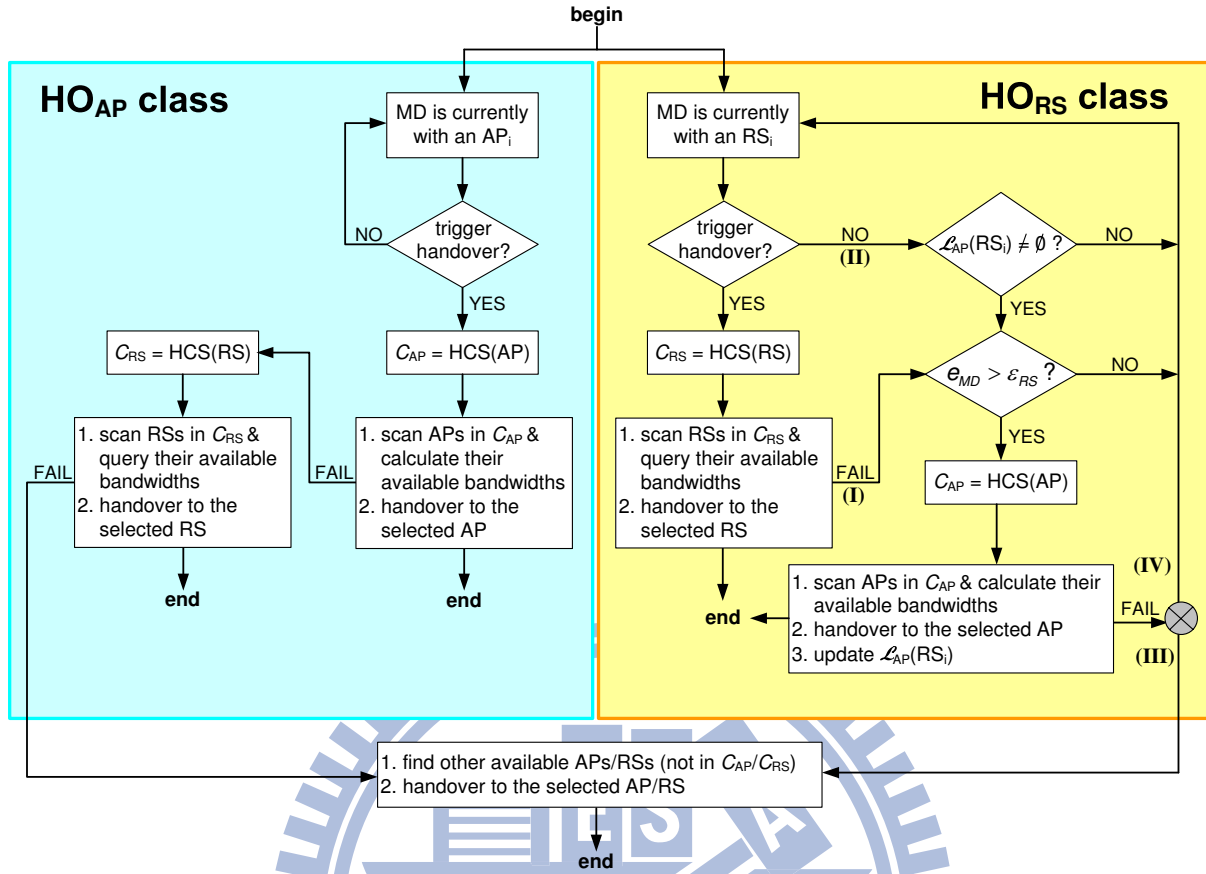 begin
HOAP class
MD is currently
with an APi
trigger
handover?
NO
YES
CAP = HCS(AP)
CRS = HCS(RS)
1. scan APs in CAP &
calculate their
available bandwidths
2. handover to the
selected AP
FAIL
1. scan RSs in CRS &
query their available
bandwidths
2. handover to the
selected RS
FAIL
end
end
HORS class
MD is currently
with an RSi
trigger
handover?
NO
(II)
ℒAP(RSi) ≠ ∅ ?
NO
YES
YES
CRS = HCS(RS)
eMD > εRS ?
NO
YES
1. scan RSs in CRS &
query their available
bandwidths
2. handover to the
selected RS
FAIL
(I)
CAP = HCS(AP)
end
1. scan APs in CAP & calculate their
available bandwidths
2. handover to the selected AP
3. update ℒAP(RSi)
FAIL
(IV)
(III)
1. find other available APs/RSs (not in CAP/CRS)
2. handover to the selected AP/RS
end
ESA